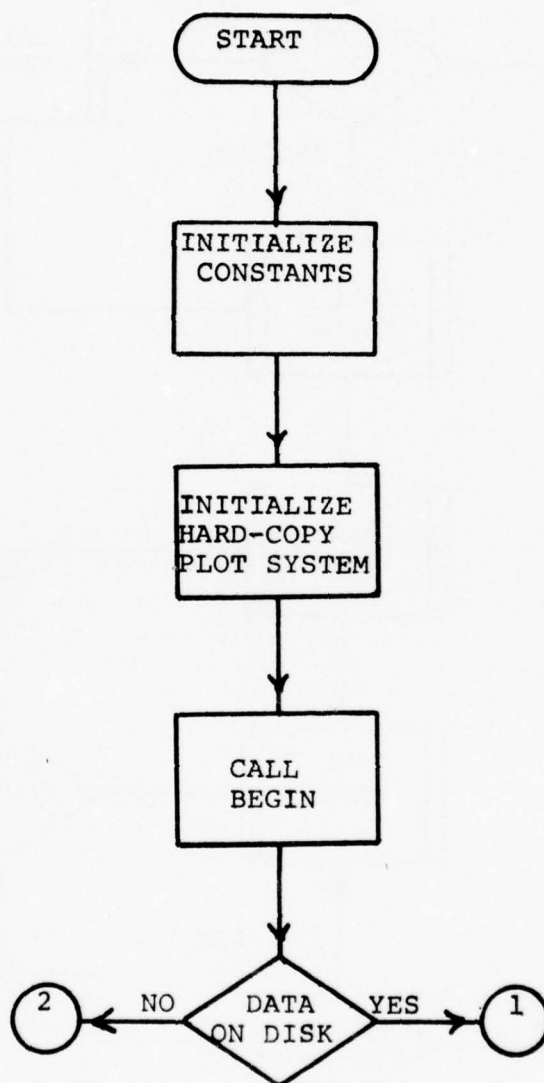 START
INITIALIZE
CONSTANTS
INITIALIZE
HARD-COPY
PLOT SYSTEM
CALL
BEGIN
2 NO DATA YES 1
ON DISK